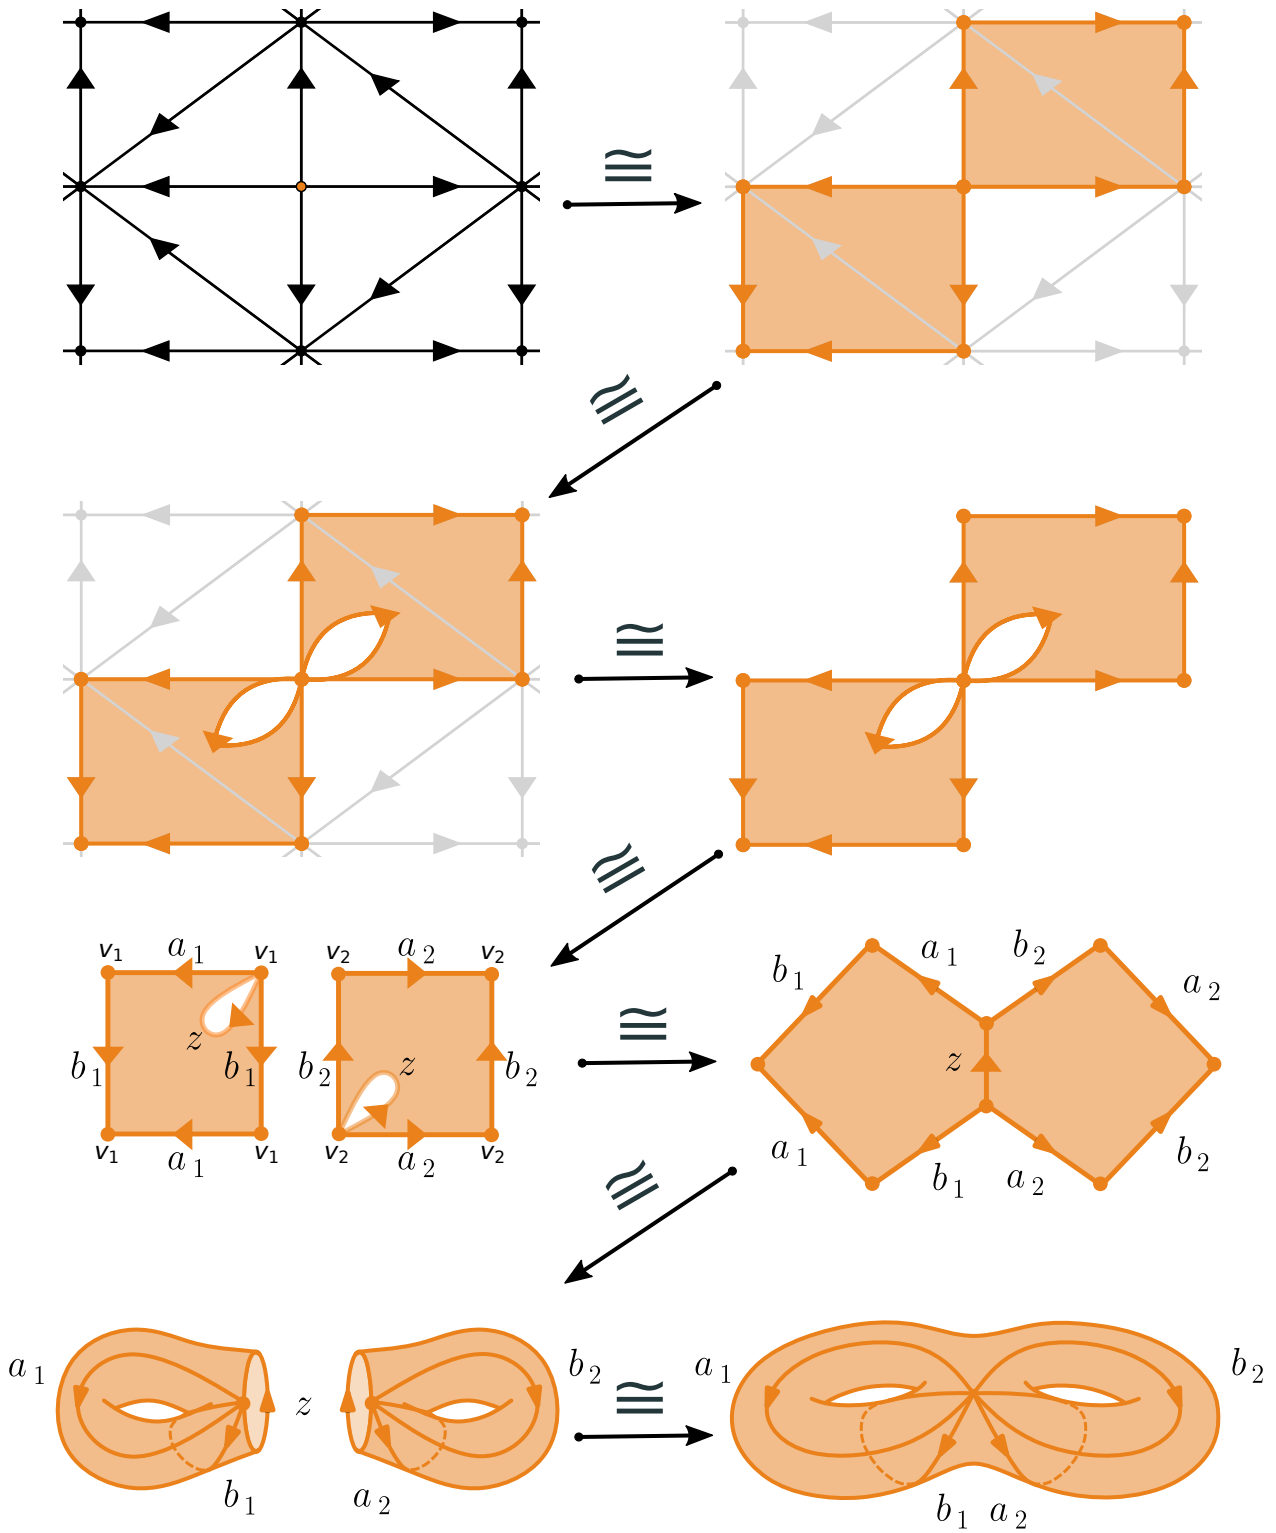 ≅
≅
≅
≅
v₁ a₁ v₁ v₂ a₂ v₂
a₁ b₂
b₁ a₂
≅
z z z
b₁ b₁ b₂ b₂
v₁ a₁ v₁ v₂ a₂ v₂
a₁ b₁ a₂ b₂
≅
a₁ b₂ a₁ b₂
≅
z
b₁ a₂ b₁ a₂